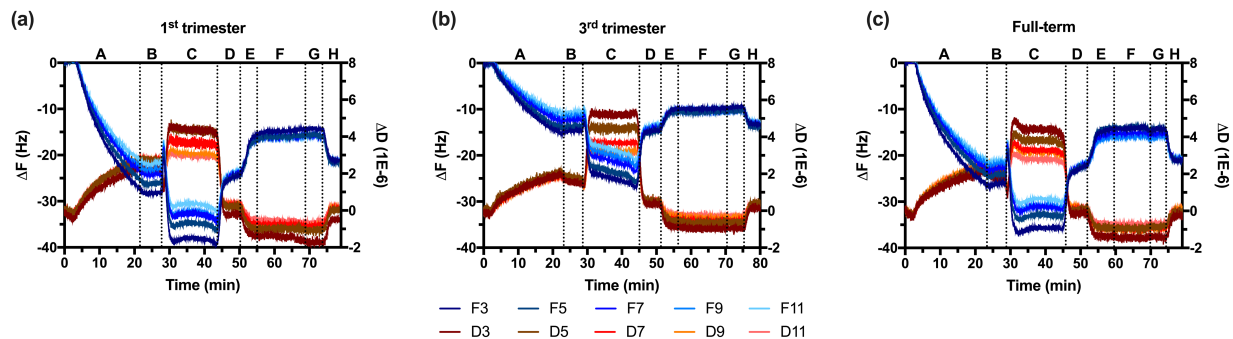 (a)
1st trimester
A B C D E F G H
0
-10
-20
-30
-40
ΔF (Hz)
8
6
4
2
0
-2
ΔD (1E-6)
0 10 20 30 40 50 60 70
Time (min)
(b)
3rd trimester
A B C D E F G H
0
-10
-20
-30
-40
ΔF (Hz)
8
6
4
2
0
-2
ΔD (1E-6)
0 10 20 30 40 50 60 70 80
Time (min)
(c)
Full-term
A B C D E F G H
0
-10
-20
-30
-40
ΔF (Hz)
8
6
4
2
0
-2
ΔD (1E-6)
0 10 20 30 40 50 60 70
Time (min)
F3 F5 F7 F9 F11
D3 D5 D7 D9 D11